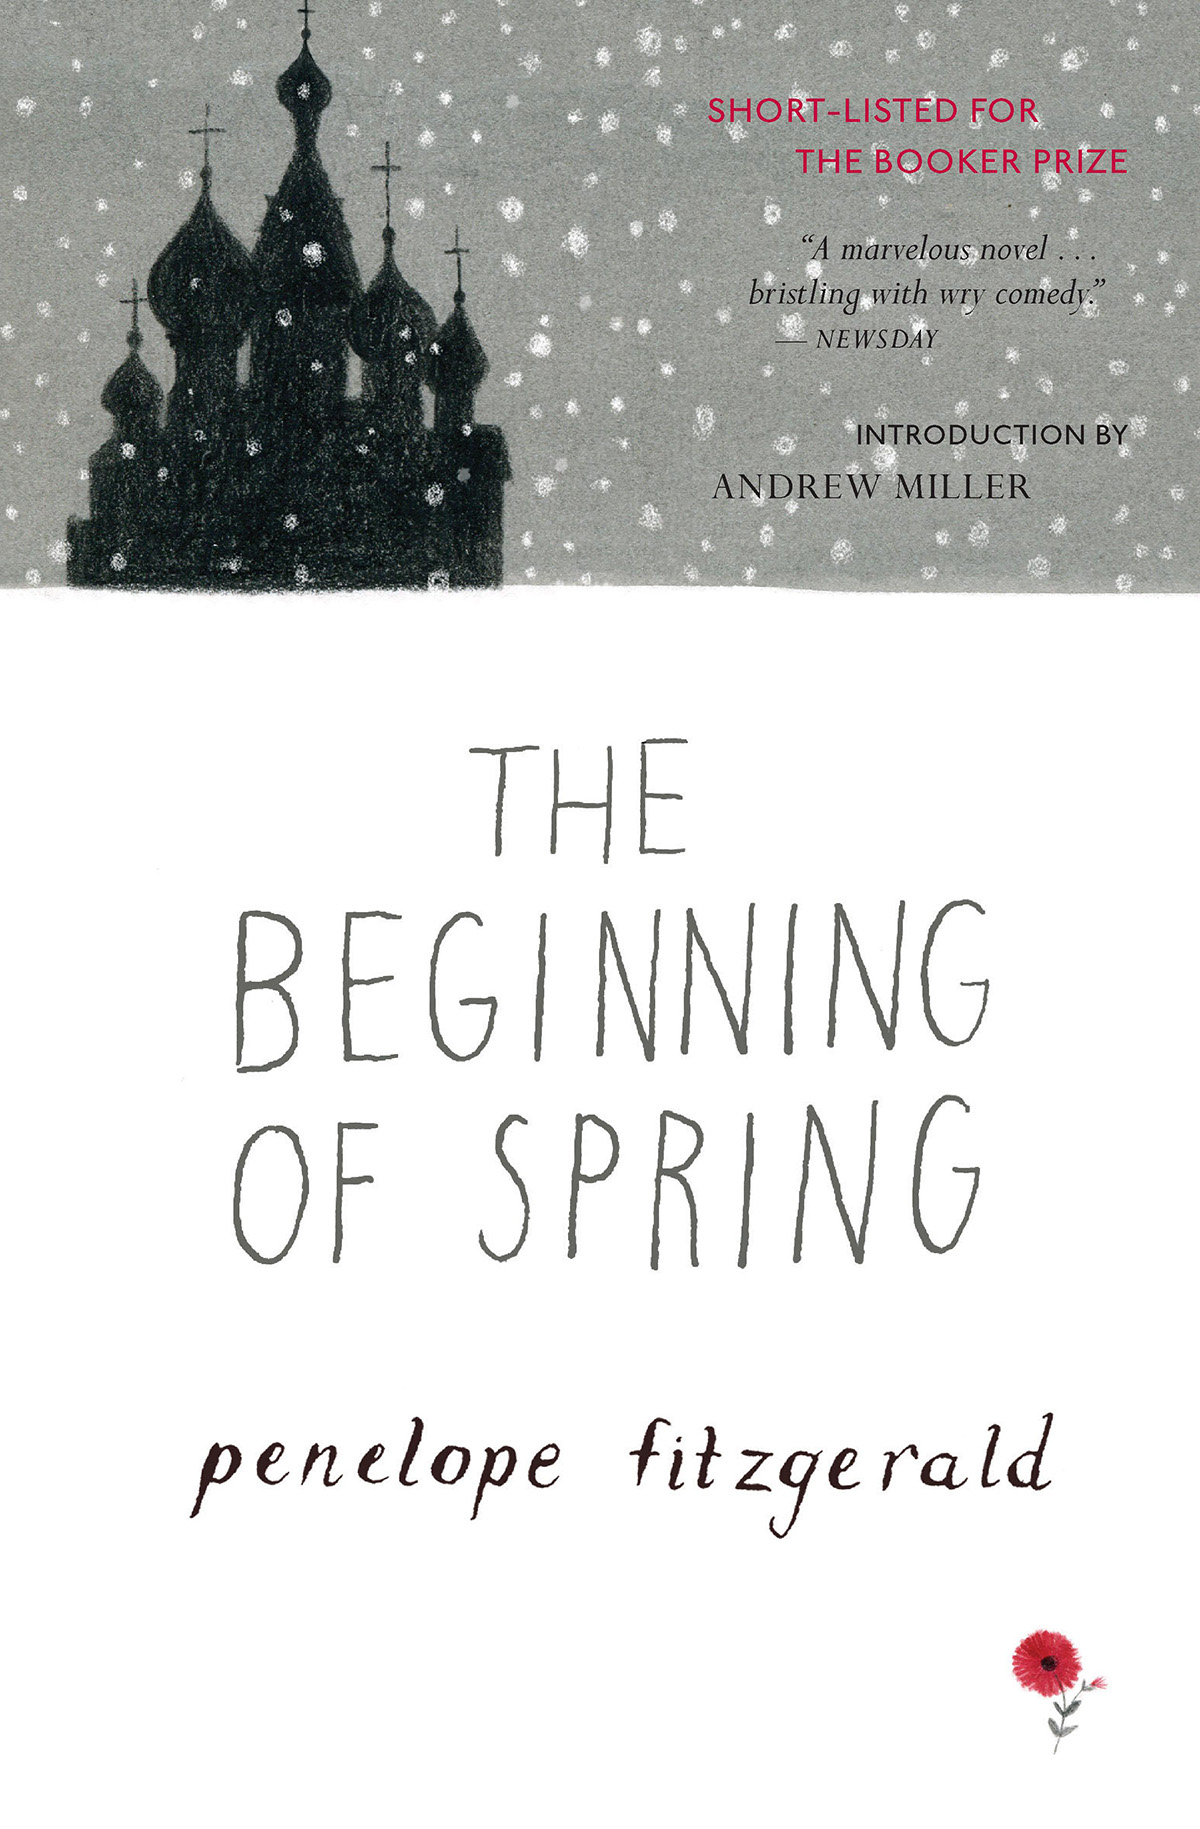 SHORT-LISTED FOR
THE BOOKER PRIZE
“A marvelous novel . . .
bristling with wry comedy.”
— NEWSDAY
INTRODUCTION BY
ANDREW MILLER
THE
BEGINNING
OF SPRING
penelope fitzgerald